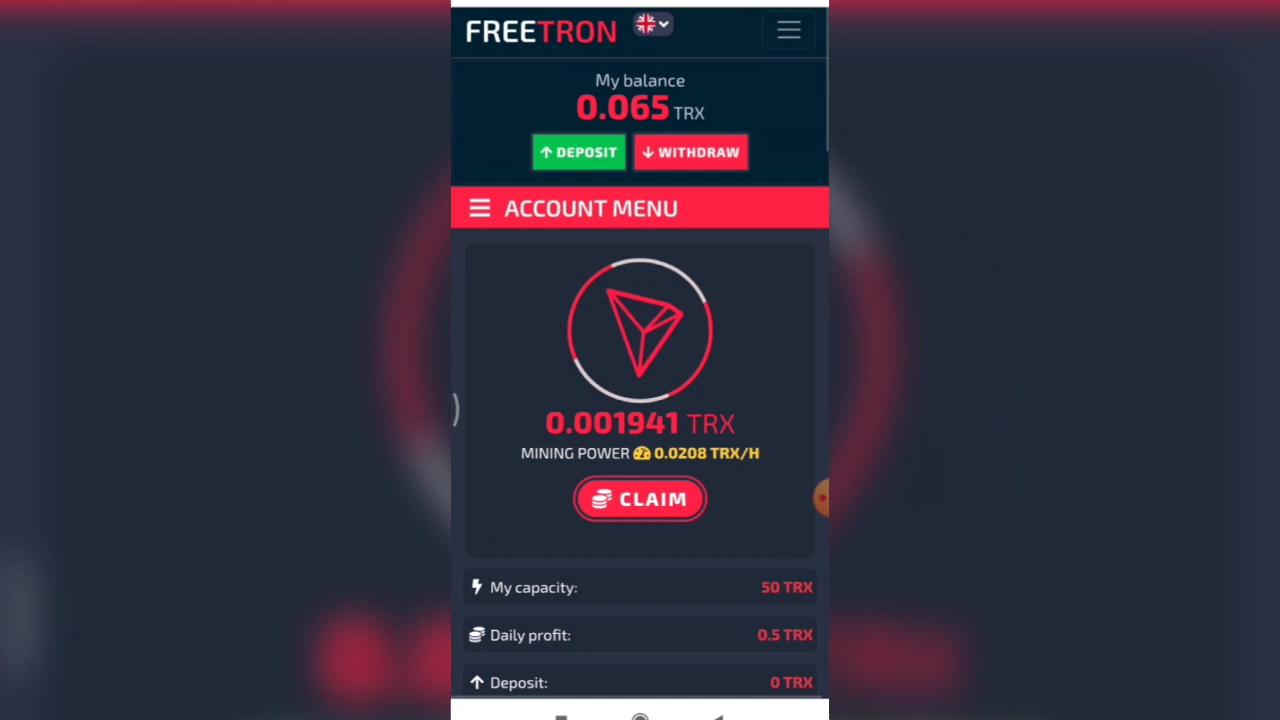 FREETRON
My balance
0.065 TRX
DEPOSIT WITHDRAW
ACCOUNT MENU
0.001941 TRX
MINING POWER 0.0208 TRX/H
CLAIM
My capacity: 50 TRX
Daily profit: 0.5 TRX
Deposit: 0 TRX